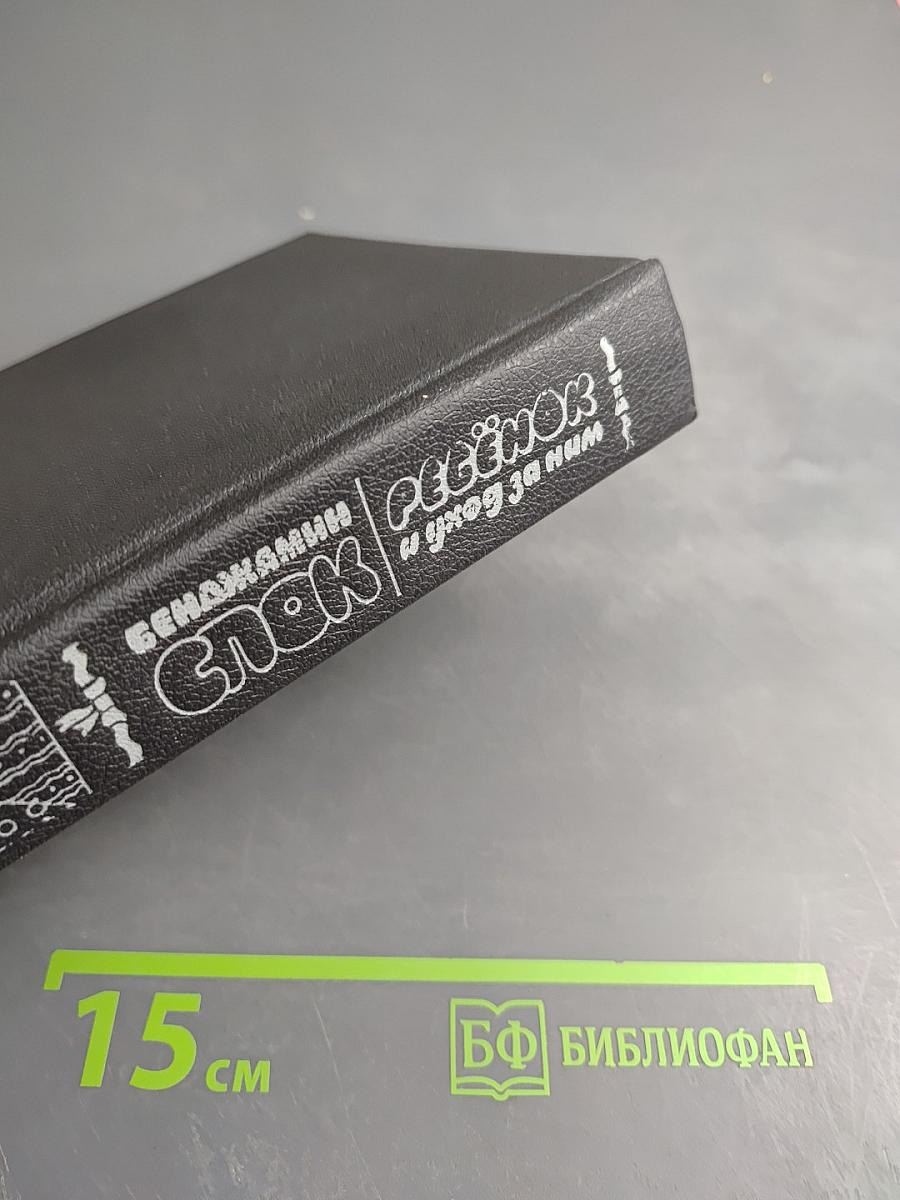 БЕНДЖАМИН
СПОК
РЕБЁНОК
и уход за ним
15 см
БФ БИБЛИОФАН